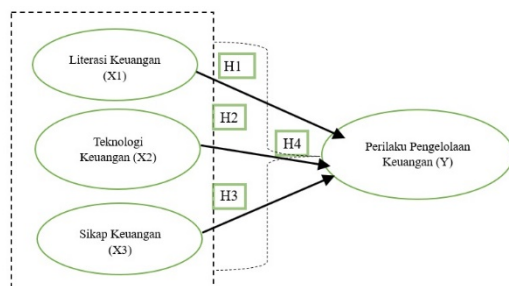 Literasi Keuangan
(X1)
H1
H2
Teknologi
Keuangan (X2)
H4
Perilaku Pengelolaan
Keuangan (Y)
H3
Sikap Keuangan
(X3)